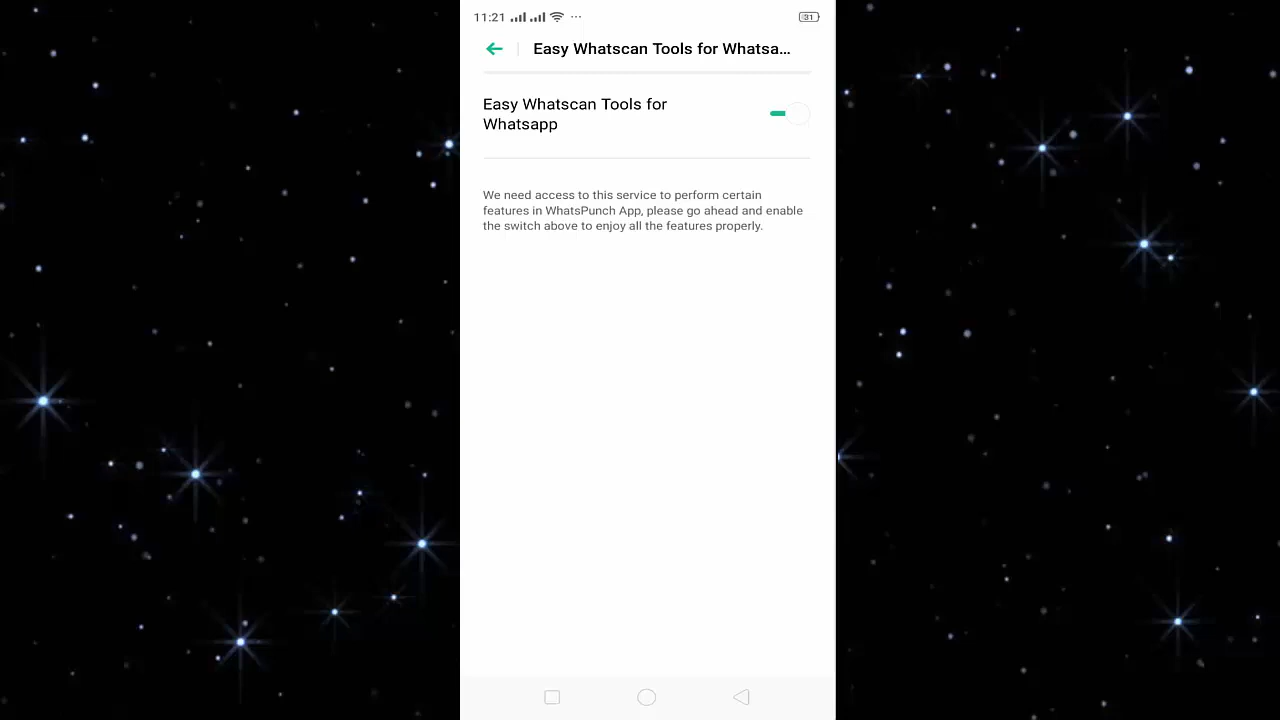 11:21
31
Easy Whatscan Tools for Whatsa...
Easy Whatscan Tools for
Whatsapp
We need access to this service to perform certain
features in WhatsPunch App, please go ahead and enable
the switch above to enjoy all the features properly.